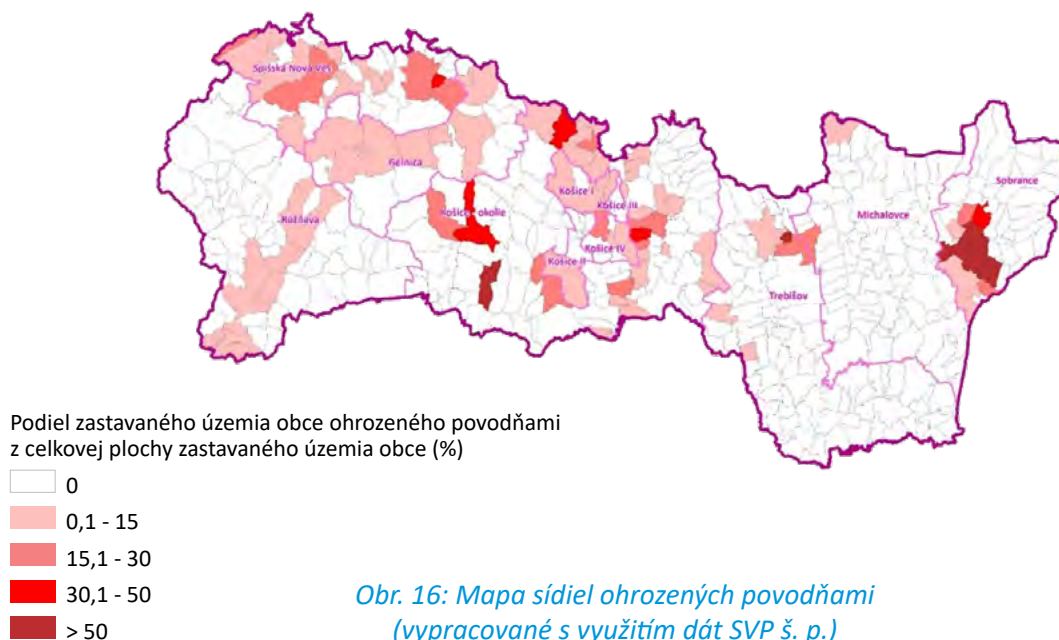 Spišská Nová Ves
Gelnica
Rožňava
Košice - okolie
Košice I
Košice III
Košice IV
Košice II
Trebišov
Michalovce
Sobrance
Podiel zastavaného územia obce ohrozeného povodňami
z celkovej plochy zastavaného územia obce (%)
0
0,1 - 15
15,1 - 30
30,1 - 50
> 50
Obr. 16: Mapa sídiel ohrozených povodňami
(vypracované s využitím dát SVP š. p.)